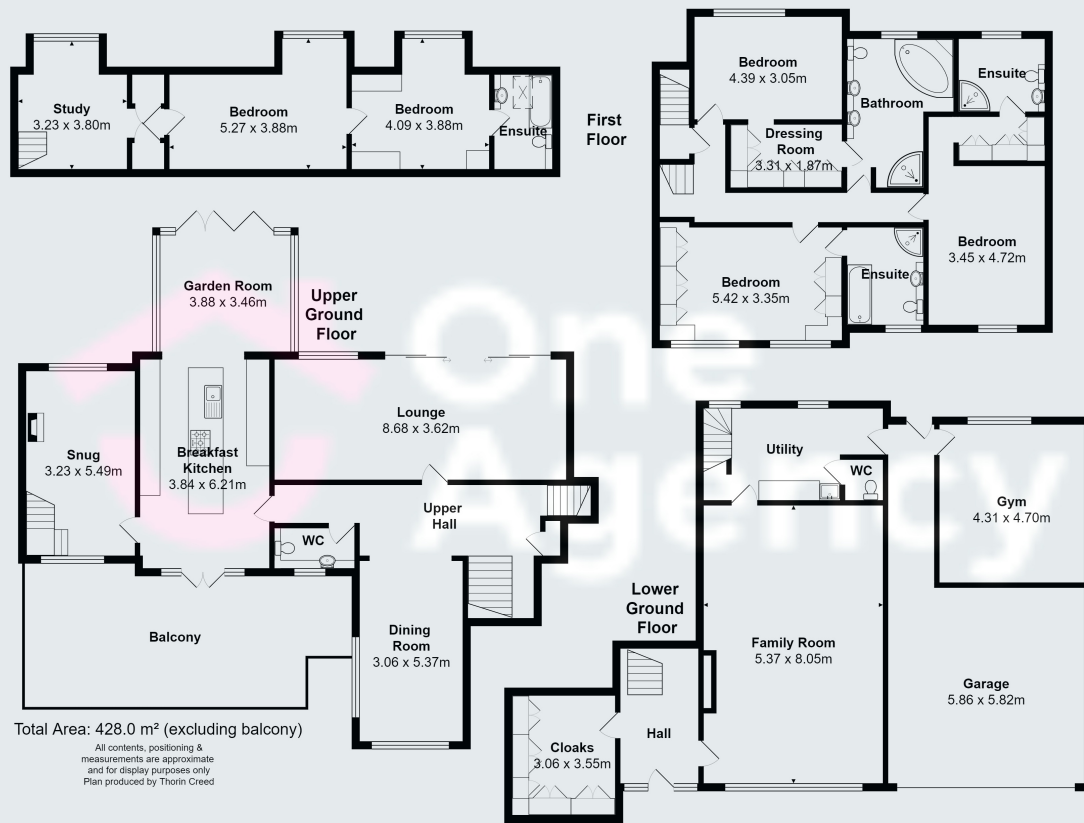 Study
3.23 x 3.80m
Bedroom
5.27 x 3.88m
Bedroom
4.09 x 3.88m
Ensuite
First
Floor
Bedroom
4.39 x 3.05m
Bathroom
Ensuite
Dressing
Room
3.31 x 1.87m
Bedroom
3.45 x 4.72m
Bedroom
5.42 x 3.35m
Ensuite
Garden Room
3.88 x 3.46m
Upper
Ground
Floor
Lounge
8.68 x 3.62m
Snug
3.23 x 5.49m
Breakfast
Kitchen
3.84 x 6.21m
Upper
Hall
WC
Dining
Room
3.06 x 5.37m
Balcony
Utility
WC
Gym
4.31 x 4.70m
Lower
Ground
Floor
Family Room
5.37 x 8.05m
Garage
5.86 x 5.82m
Hall
Cloaks
3.06 x 3.55m
Total Area: 428.0 m² (excluding balcony)
All contents, positioning &
measurements are approximate
and for display purposes only
Plan produced by Thorin Creed
One
Agency